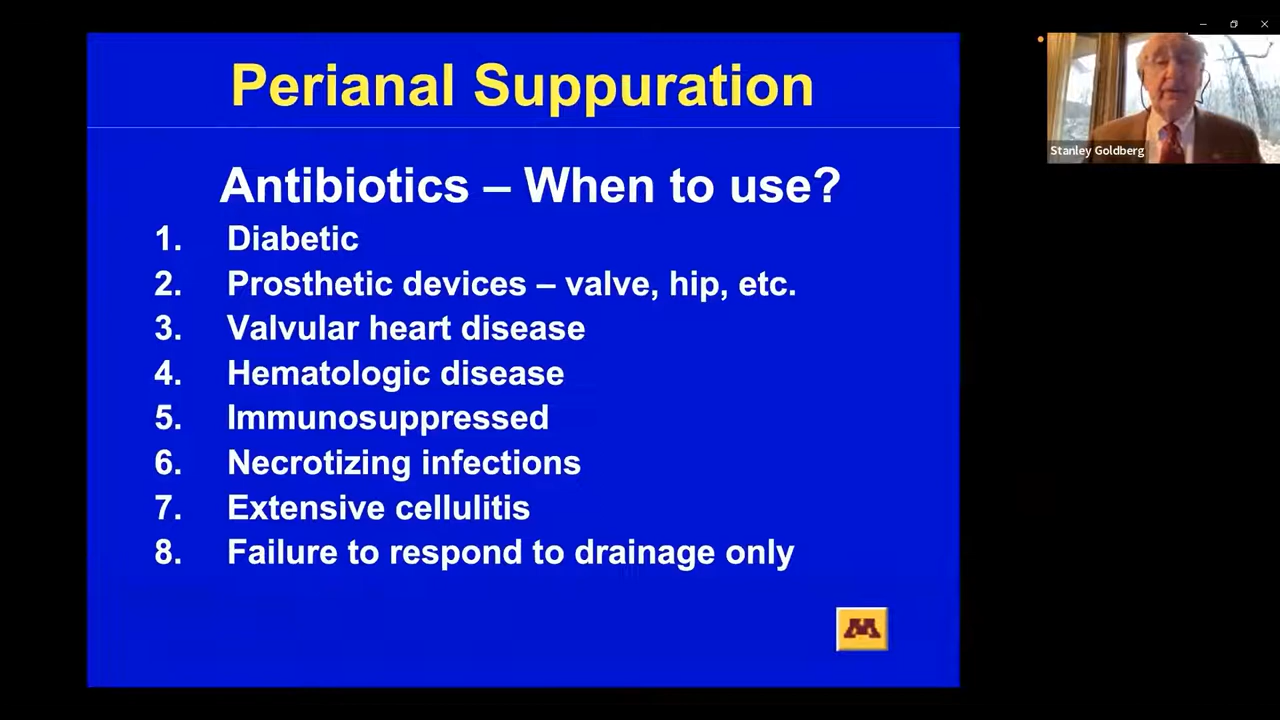 Perianal Suppuration
Antibiotics – When to use?
1. Diabetic
2. Prosthetic devices – valve, hip, etc.
3. Valvular heart disease
4. Hematologic disease
5. Immunosuppressed
6. Necrotizing infections
7. Extensive cellulitis
8. Failure to respond to drainage only
M
Stanley Goldberg